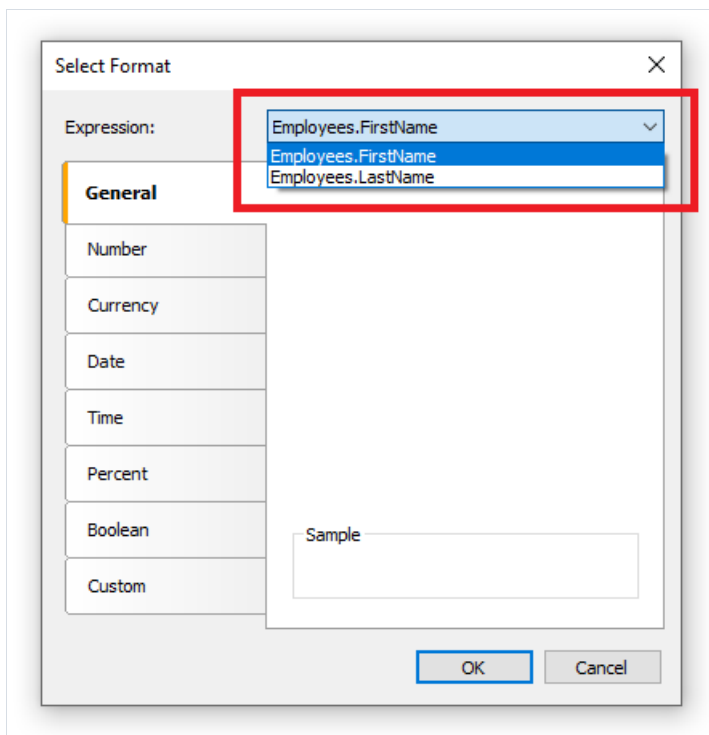 Select Format
Expression:
Employees.FirstName
Employees.FirstName
Employees.LastName
General
Number
Currency
Date
Time
Percent
Boolean
Custom
Sample
OK
Cancel